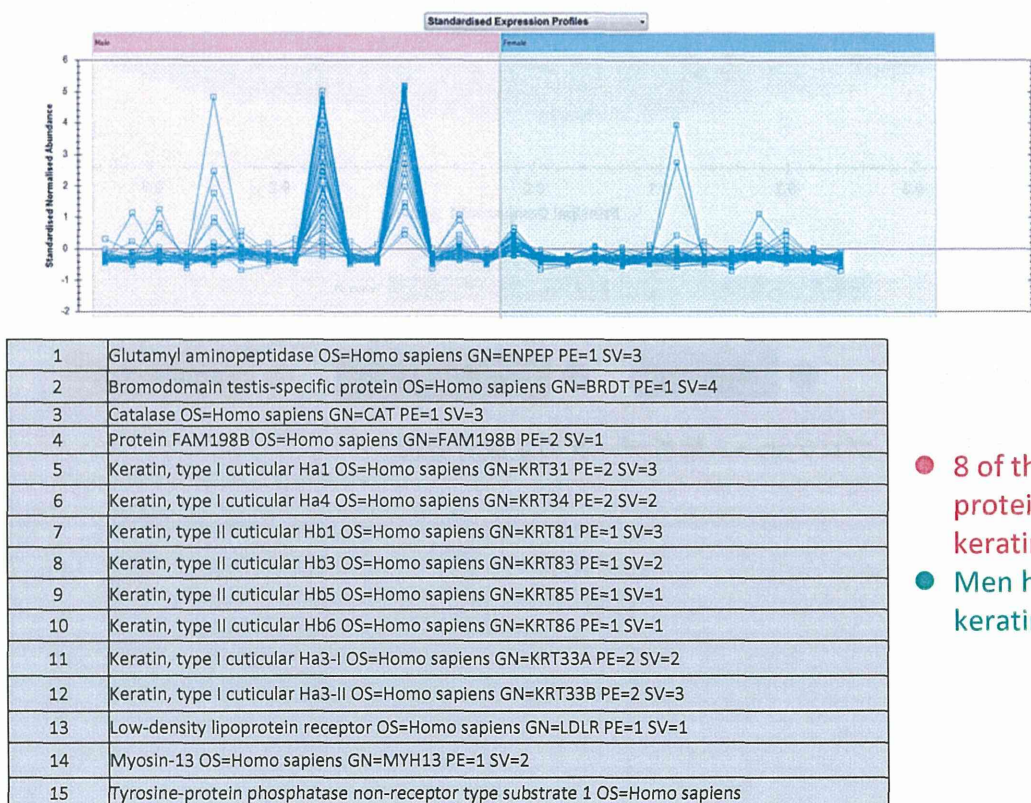 Standardised Expression Profiles
Male
Female
Standardised Normalised Abundance
6
5
4
3
2
1
0
-1
-2
1 Glutamyl aminopeptidase OS=Homo sapiens GN=ENPEP PE=1 SV=3
2 Bromodomain testis-specific protein OS=Homo sapiens GN=BRDT PE=1 SV=4
3 Catalase OS=Homo sapiens GN=CAT PE=1 SV=3
4 Protein FAM198B OS=Homo sapiens GN=FAM198B PE=2 SV=1
5 Keratin, type I cuticular Ha1 OS=Homo sapiens GN=KRT31 PE=2 SV=3
6 Keratin, type I cuticular Ha4 OS=Homo sapiens GN=KRT34 PE=2 SV=2
7 Keratin, type II cuticular Hb1 OS=Homo sapiens GN=KRT81 PE=1 SV=3
8 Keratin, type II cuticular Hb3 OS=Homo sapiens GN=KRT83 PE=1 SV=2
9 Keratin, type II cuticular Hb5 OS=Homo sapiens GN=KRT85 PE=1 SV=1
10 Keratin, type II cuticular Hb6 OS=Homo sapiens GN=KRT86 PE=1 SV=1
11 Keratin, type I cuticular Ha3-I OS=Homo sapiens GN=KRT33A PE=2 SV=2
12 Keratin, type I cuticular Ha3-II OS=Homo sapiens GN=KRT33B PE=2 SV=3
13 Low-density lipoprotein receptor OS=Homo sapiens GN=LDLR PE=1 SV=1
14 Myosin-13 OS=Homo sapiens GN=MYH13 PE=1 SV=2
15 Tyrosine-protein phosphatase non-receptor type substrate 1 OS=Homo sapiens
8 of th
protei
keratin
Men h
keratin